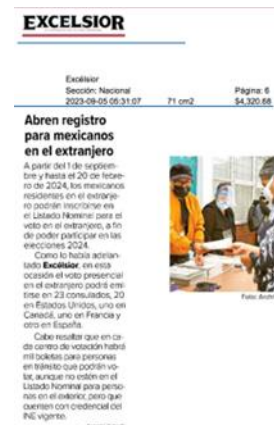 EXCELSIOR
Excélsior
Sección: Nacional
2023-09-05 05:31:07 71 cm2 $4,320.68
Página: 6
Abren registro
para mexicanos
en el extranjero
A partir del 1 de septiem-
bre y hasta el 20 de febre-
ro de 2024, los mexicanos
residentes en el extranje-
ro podrán inscribirse en
el Listado Nominal para el
voto en el extranjero, a fin
de poder participar en las
elecciones 2024.
Como lo había adelan-
tado Excélsior, en esta
ocasión el voto presencial
en el extranjero podrá emi-
tirse en 23 consulados, 20
en Estados Unidos, uno en
Canadá, uno en Francia y
otro en España.
Cabe resaltar que en ca-
da centro de votación habrá
mil boletas para personas
en tránsito que podrán vo-
tar, aunque no estén en el
Listado Nominal para perso-
nas en el exterior, pero que
cuenten con credencial del
INE vigente.
Foto: